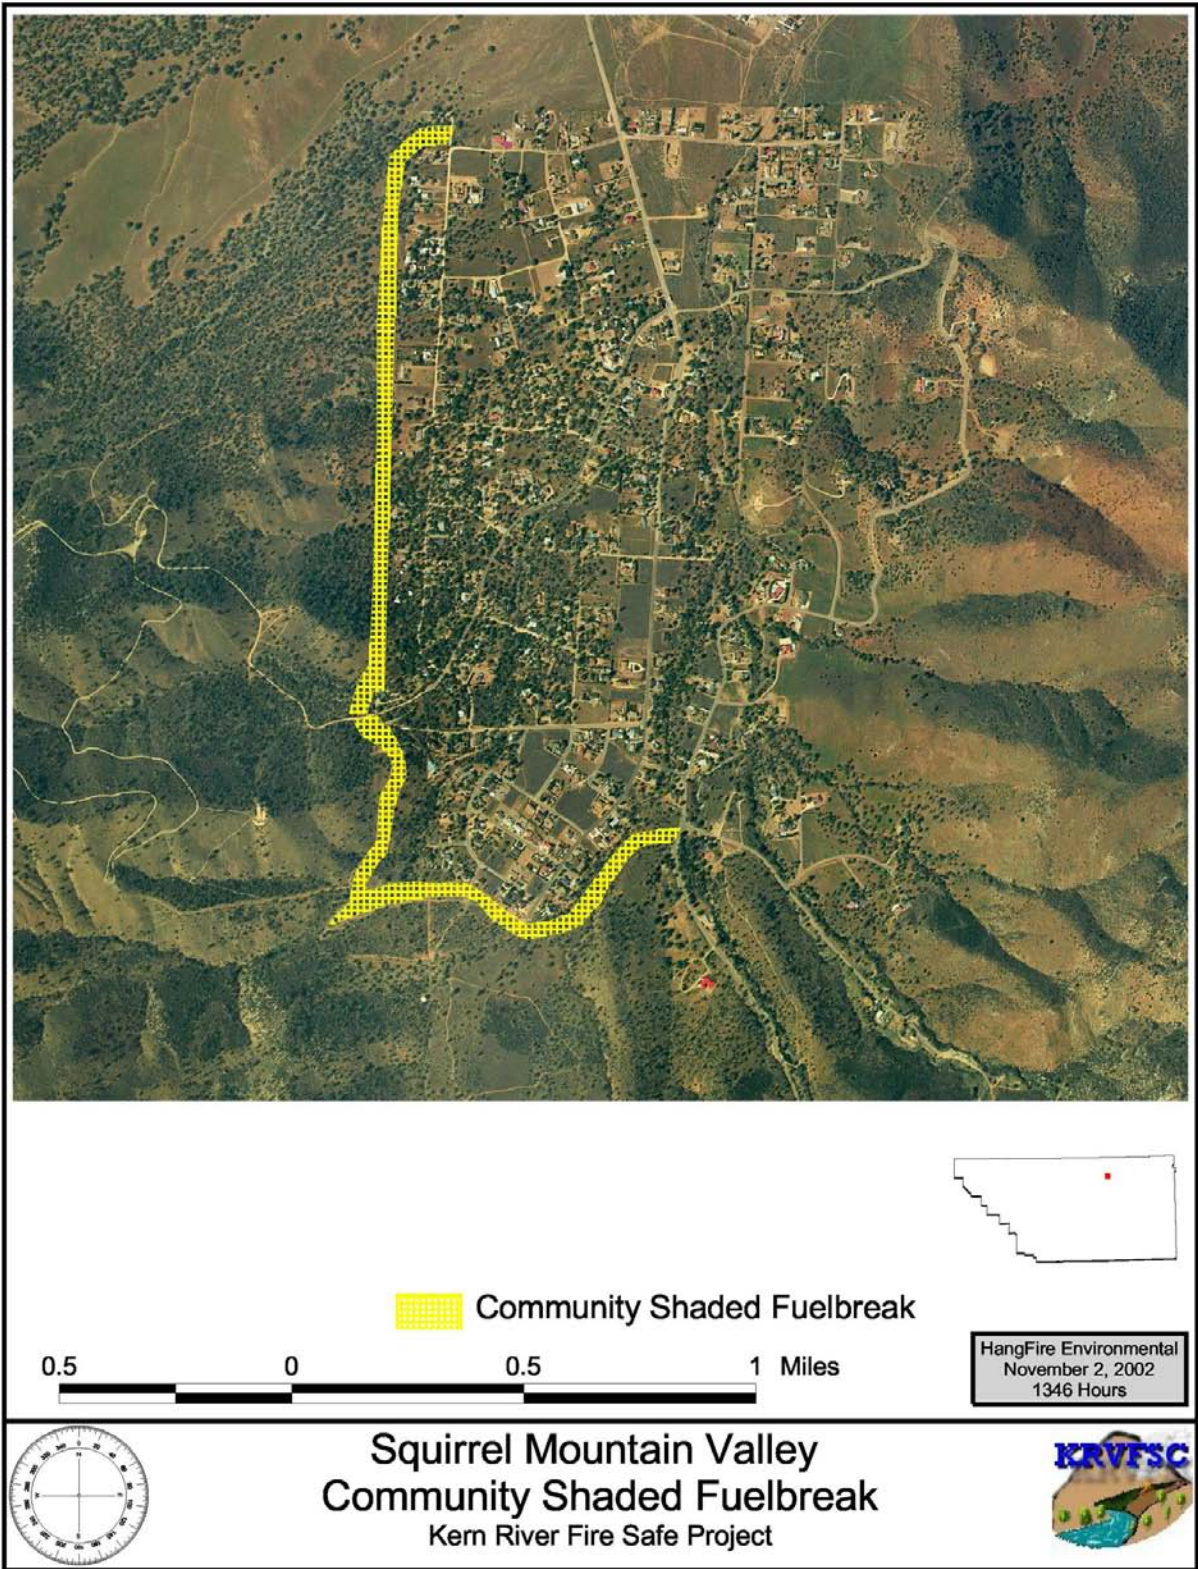 Community Shaded Fuelbreak
0.5 0 0.5 1 Miles
HangFire Environmental
November 2, 2002
1346 Hours
Squirrel Mountain Valley
Community Shaded Fuelbreak
Kern River Fire Safe Project
KRVFSC